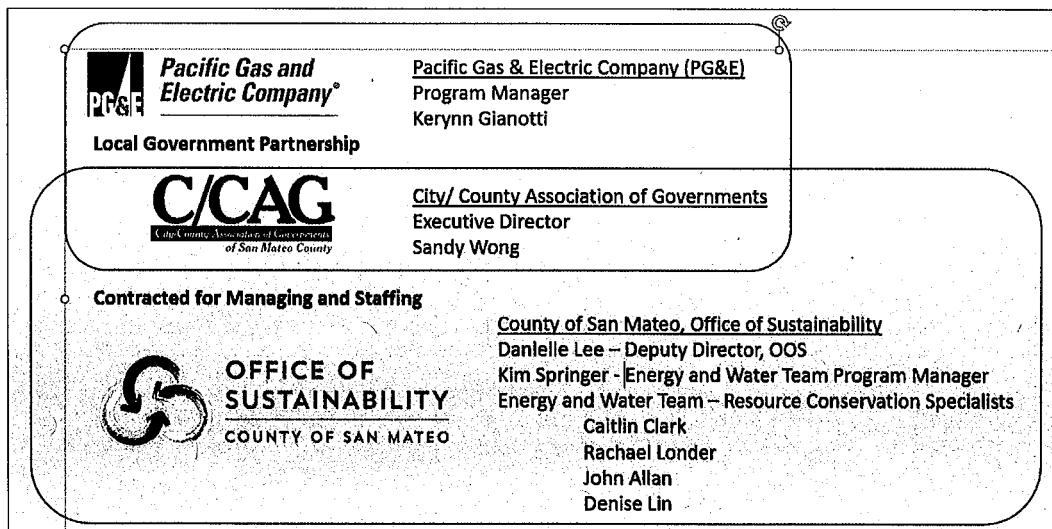 PG&E
Pacific Gas and
Electric Company®
Pacific Gas & Electric Company (PG&E)
Program Manager
Kerynn Gianotti
Local Government Partnership
C/CAG
City/County Association of Governments
of San Mateo County
City/ County Association of Governments
Executive Director
Sandy Wong
Contracted for Managing and Staffing
OFFICE OF
SUSTAINABILITY
COUNTY OF SAN MATEO
County of San Mateo, Office of Sustainability
Danielle Lee – Deputy Director, OOS
Kim Springer - Energy and Water Team Program Manager
Energy and Water Team – Resource Conservation Specialists
Caitlin Clark
Rachael Londer
John Allan
Denise Lin